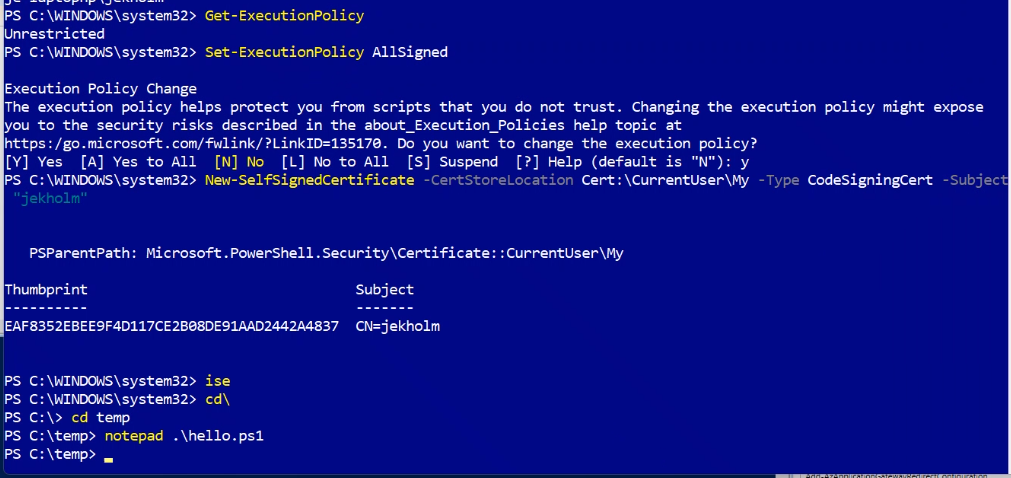 PS C:\WINDOWS\system32> Get-ExecutionPolicy
Unrestricted
PS C:\WINDOWS\system32> Set-ExecutionPolicy AllSigned
Execution Policy Change
The execution policy helps protect you from scripts that you do not trust. Changing the execution policy might expose
you to the security risks described in the about_Execution_Policies help topic at
https:/go.microsoft.com/fwlink/?LinkID=135170. Do you want to change the execution policy?
[Y] Yes  [A] Yes to All  [N] No  [L] No to All  [S] Suspend  [?] Help (default is "N"): y
PS C:\WINDOWS\system32> New-SelfSignedCertificate -CertStoreLocation Cert:\CurrentUser\My -Type CodeSigningCert -Subject
"jekholm"
PSParentPath: Microsoft.PowerShell.Security\Certificate::CurrentUser\My
Thumbprint                                Subject
----------                                -------
EAF8352EBEE9F4D117CE2B08DE91AAD2442A4837  CN=jekholm
PS C:\WINDOWS\system32> ise
PS C:\WINDOWS\system32> cd\
PS C:\> cd temp
PS C:\temp> notepad .\hello.ps1
PS C:\temp>